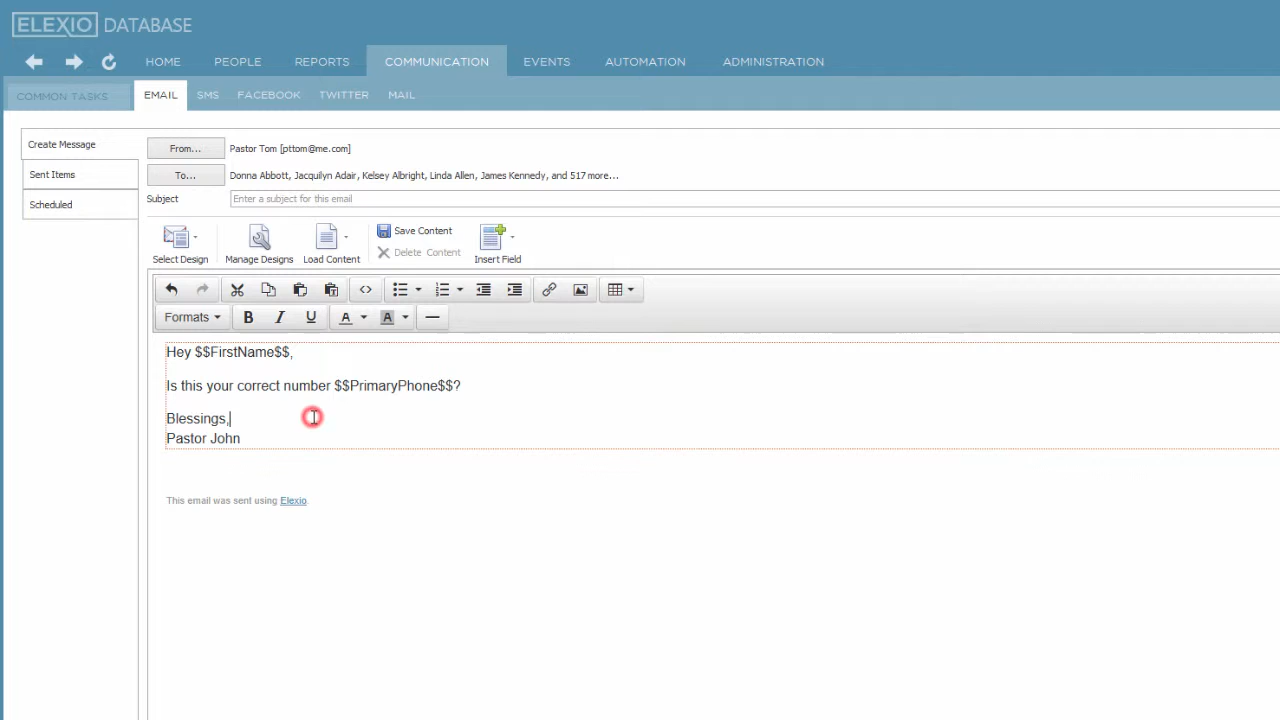 ELEXIO DATABASE
HOME PEOPLE REPORTS COMMUNICATION EVENTS AUTOMATION ADMINISTRATION
COMMON TASKS EMAIL SMS FACEBOOK TWITTER MAIL
Create Message
Sent Items
Scheduled
From... Pastor Tom [pttom@me.com]
To... Donna Abbott, Jacquilyn Adair, Kelsey Albright, Linda Allen, James Kennedy, and 517 more...
Subject Enter a subject for this email
Select Design
Manage Designs
Load Content
Save Content
Delete Content
Insert Field
Formats B I U A A
Hey $$FirstName$$,
Is this your correct number $$PrimaryPhone$$?
Blessings,
Pastor John
This email was sent using Elexio.